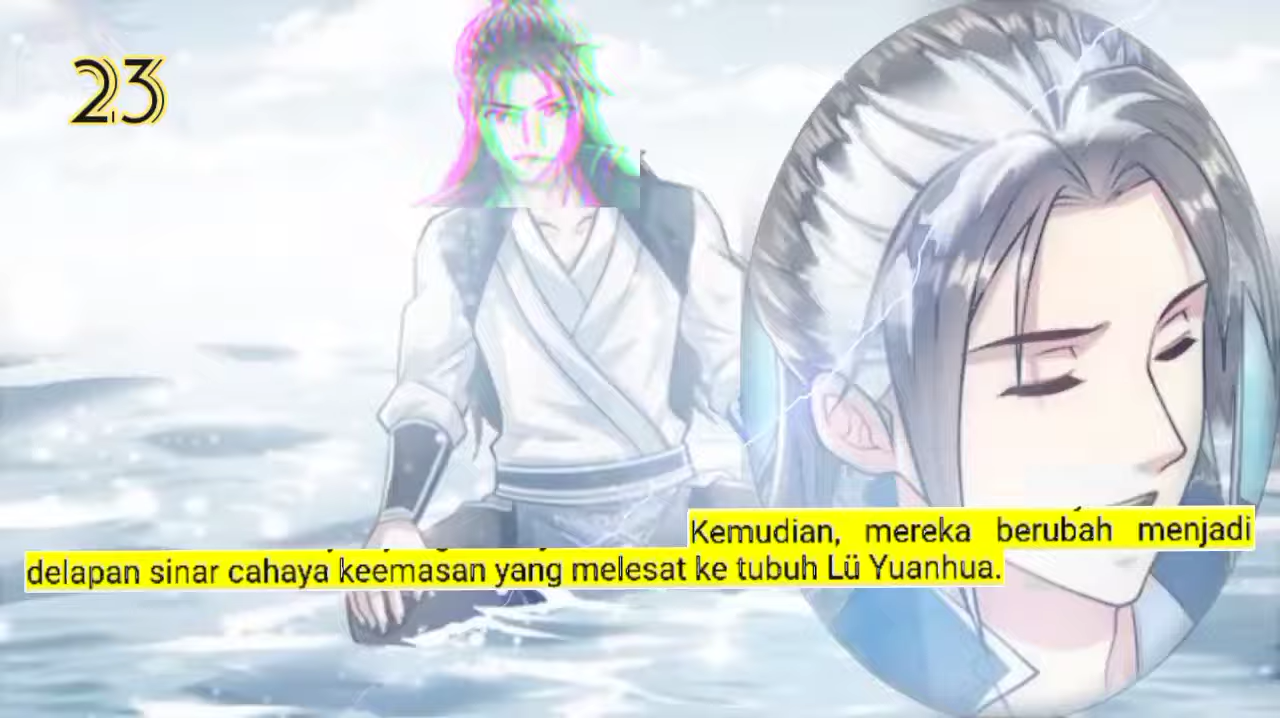 23
Kemudian, mereka berubah menjadi
delapan sinar cahaya keemasan yang melesat ke tubuh Lü Yuanhua.